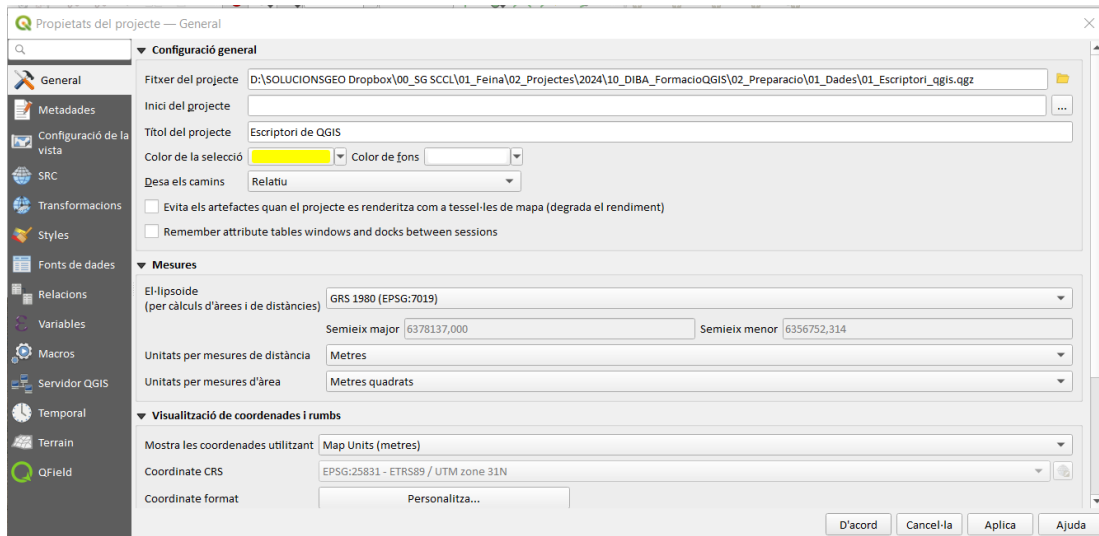 Propietats del projecte — General
General
Metadades
Configuració de la
vista
SRC
Transformacions
Styles
Fonts de dades
Relacions
Variables
Macros
Servidor QGIS
Temporal
Terrain
QField
Configuració general
Fitxer del projecte D:\SOLUCIONSGEO Dropbox\00_SG SCCL\01_Feina\02_Projectes\2024\10_DIBA_FormacioQGIS\02_Preparacio\01_Dades\01_Escriptori_qgis.qgz
Inici del projecte ...
Títol del projecte Escriptori de QGIS
Color de la selecció Color de fons
Desa els camins Relatiu
Evita els artefactes quan el projecte es renderitza com a tessel·les de mapa (degrada el rendiment)
Remember attribute tables windows and docks between sessions
Mesures
El·lipsoide
(per càlculs d'àrees i de distàncies) GRS 1980 (EPSG:7019)
Semieix major 6378137,000 Semieix menor 6356752,314
Unitats per mesures de distància Metres
Unitats per mesures d'àrea Metres quadrats
Visualització de coordenades i rumbs
Mostra les coordenades utilitzant Map Units (metres)
Coordinate CRS EPSG:25831 - ETRS89 / UTM zone 31N
Coordinate format Personalitza...
D'acord Cancel·la Aplica Ajuda